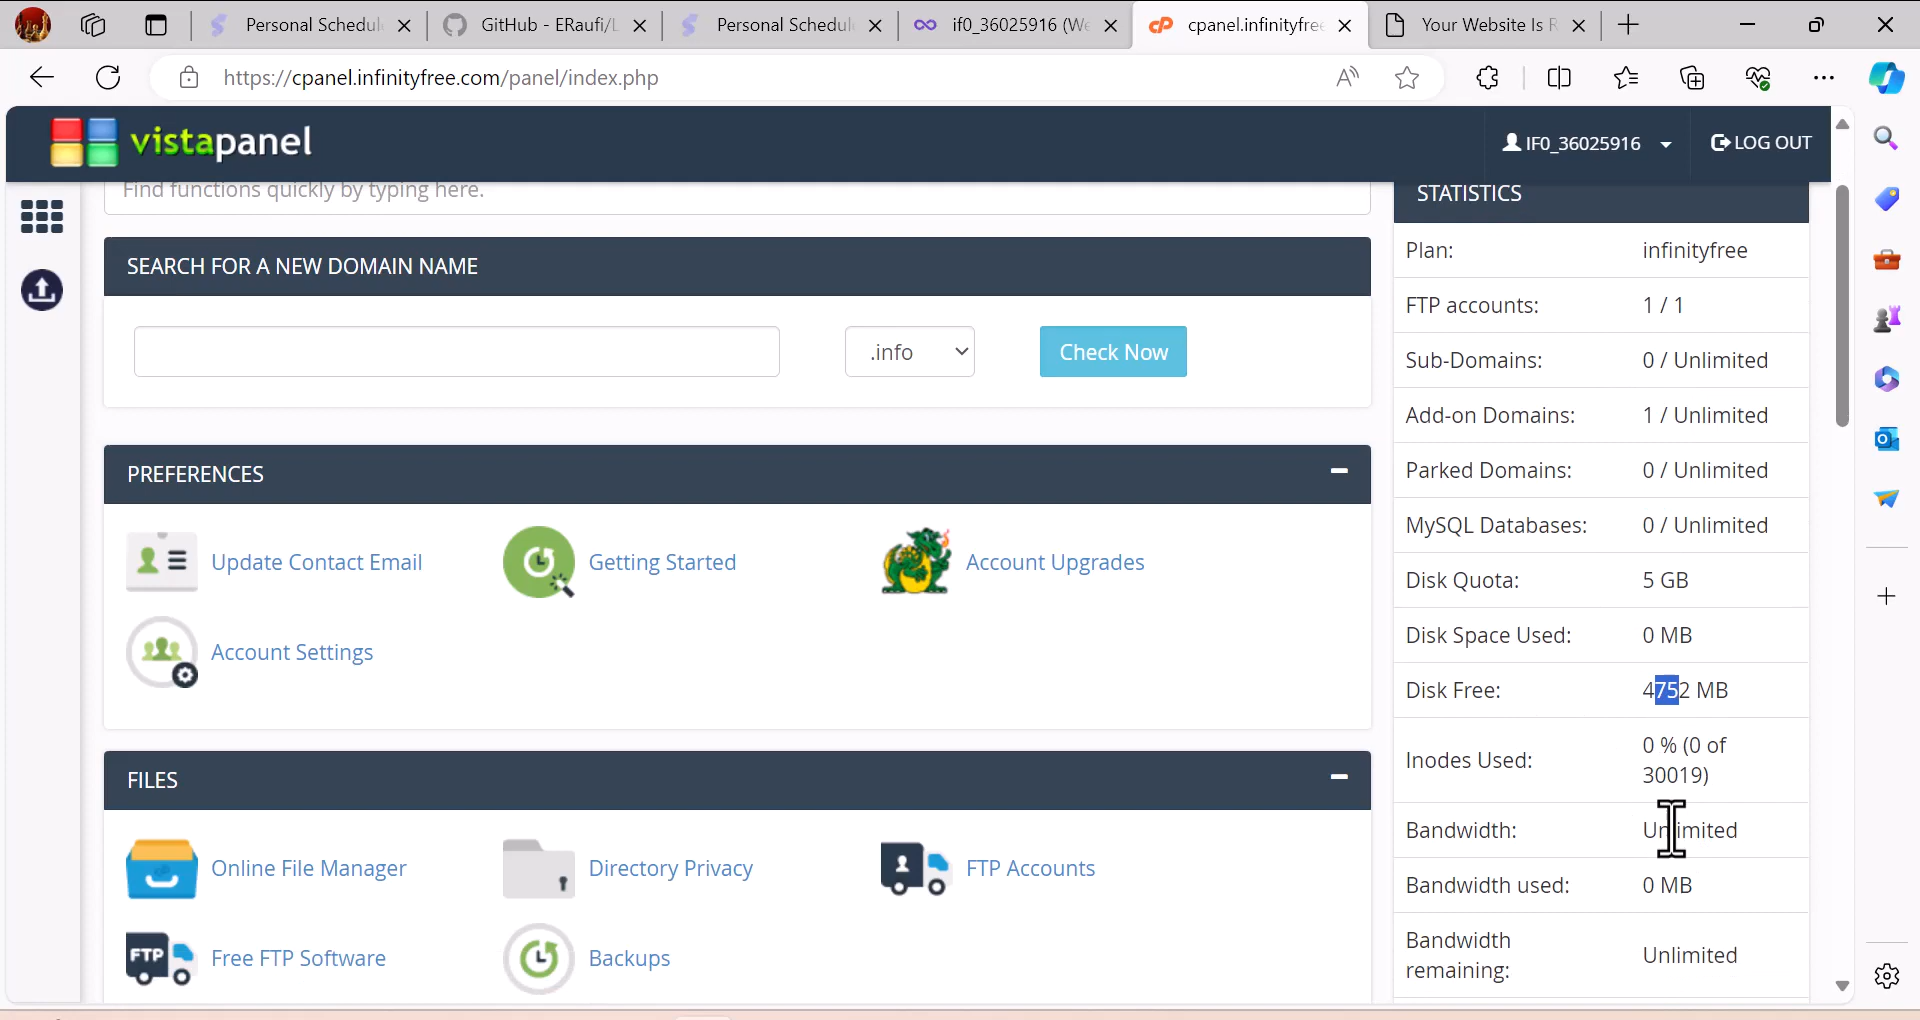 Personal Schedul
GitHub - ERaufi/L
Personal Schedul
if0_36025916 (We
cpanel.infinityfree
Your Website Is R
https://cpanel.infinityfree.com/panel/index.php
vistapanel
IF0_36025916
LOG OUT
Find functions quickly by typing here.
SEARCH FOR A NEW DOMAIN NAME
.info
Check Now
PREFERENCES
Update Contact Email
Getting Started
Account Upgrades
Account Settings
FILES
Online File Manager
Directory Privacy
FTP Accounts
FTP
Free FTP Software
Backups
STATISTICS
Plan: infinityfree
FTP accounts: 1 / 1
Sub-Domains: 0 / Unlimited
Add-on Domains: 1 / Unlimited
Parked Domains: 0 / Unlimited
MySQL Databases: 0 / Unlimited
Disk Quota: 5 GB
Disk Space Used: 0 MB
Disk Free: 4752 MB
Inodes Used: 0 % (0 of
30019)
Bandwidth: Unlimited
Bandwidth used: 0 MB
Bandwidth
remaining: Unlimited